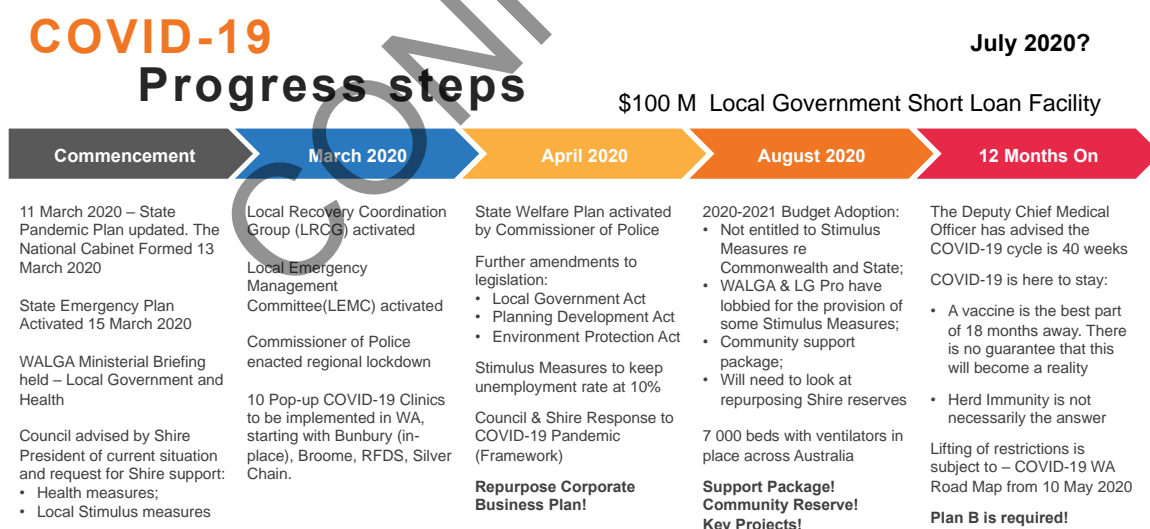 COVID-19
Progress steps
July 2020?
$100 M Local Government Short Loan Facility
Commencement
March 2020
April 2020
August 2020
12 Months On
11 March 2020 – State
Pandemic Plan updated. The
National Cabinet Formed 13
March 2020
State Emergency Plan
Activated 15 March 2020
WALGA Ministerial Briefing
held – Local Government and
Health
Council advised by Shire
President of current situation
and request for Shire support:
• Health measures;
• Local Stimulus measures
Local Recovery Coordination
Group (LRCG) activated
Local Emergency
Management
Committee(LEMC) activated
Commissioner of Police
enacted regional lockdown
10 Pop-up COVID-19 Clinics
to be implemented in WA,
starting with Bunbury (in-
place), Broome, RFDS, Silver
Chain.
State Welfare Plan activated
by Commissioner of Police
Further amendments to
legislation:
• Local Government Act
• Planning Development Act
• Environment Protection Act
Stimulus Measures to keep
unemployment rate at 10%
Council & Shire Response to
COVID-19 Pandemic
(Framework)
Repurpose Corporate
Business Plan!
2020-2021 Budget Adoption:
• Not entitled to Stimulus
Measures re
Commonwealth and State;
• WALGA & LG Pro have
lobbied for the provision of
some Stimulus Measures;
• Community support
package;
• Will need to look at
repurposing Shire reserves
7 000 beds with ventilators in
place across Australia
Support Package!
Community Reserve!
Key Projects!
The Deputy Chief Medical
Officer has advised the
COVID-19 cycle is 40 weeks
COVID-19 is here to stay:
• A vaccine is the best part
of 18 months away. There
is no guarantee that this
will become a reality
• Herd Immunity is not
necessarily the answer
Lifting of restrictions is
subject to – COVID-19 WA
Road Map from 10 May 2020
Plan B is required!